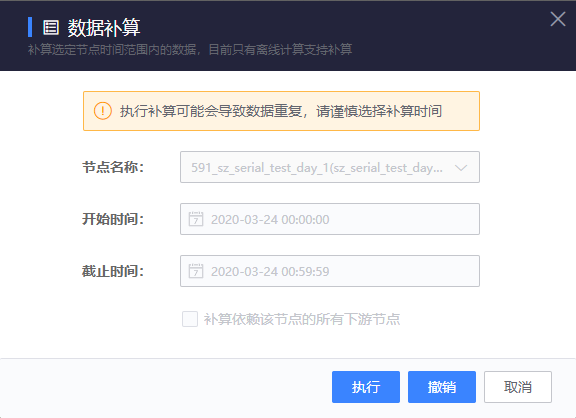 数据补算
补算选定节点时间范围内的数据，目前只有离线计算支持补算
执行补算可能会导致数据重复，请谨慎选择补算时间
节点名称： 591_sz_serial_test_day_1(sz_serial_test_day...
开始时间： 7 2020-03-24 00:00:00
截止时间： 7 2020-03-24 00:59:59
补算依赖该节点的所有下游节点
执行 撤销 取消